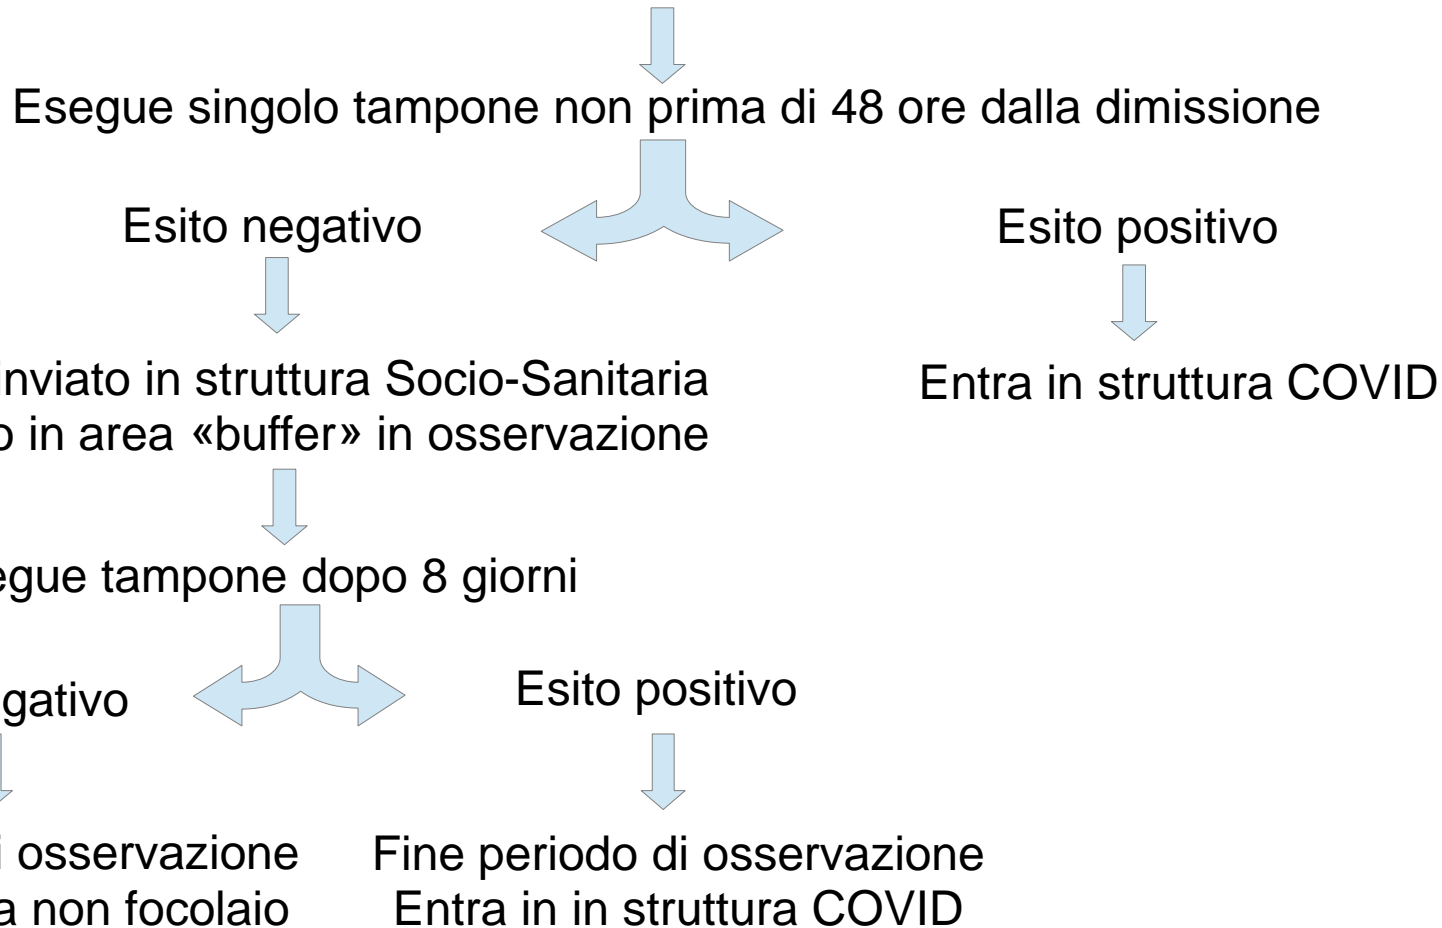 Esegue singolo tampone non prima di 48 ore dalla dimissione
Esito negativo
Esito positivo
inviato in struttura Socio-Sanitaria
in area «buffer» in osservazione
Entra in struttura COVID
tampone dopo 8 giorni
Esito positivo
osservazione
non focolaio
Fine periodo di osservazione
Entra in in struttura COVID